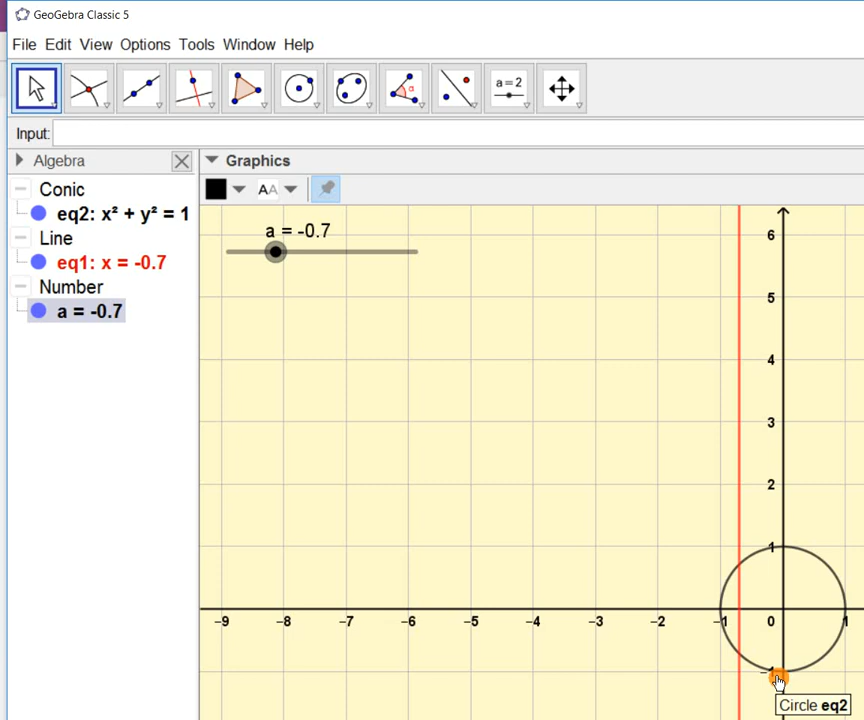 GeoGebra Classic 5
File Edit View Options Tools Window Help
α
a=2
Input:
Algebra
Graphics
Conic
AA
eq2: x² + y² = 1
Line
eq1: x = -0.7
Number
a = -0.7
a = -0.7
6
5
4
3
2
1
–9 –8 –7 –6 –5 –4 –3 –2 –1 0 1
–1
Circle eq2